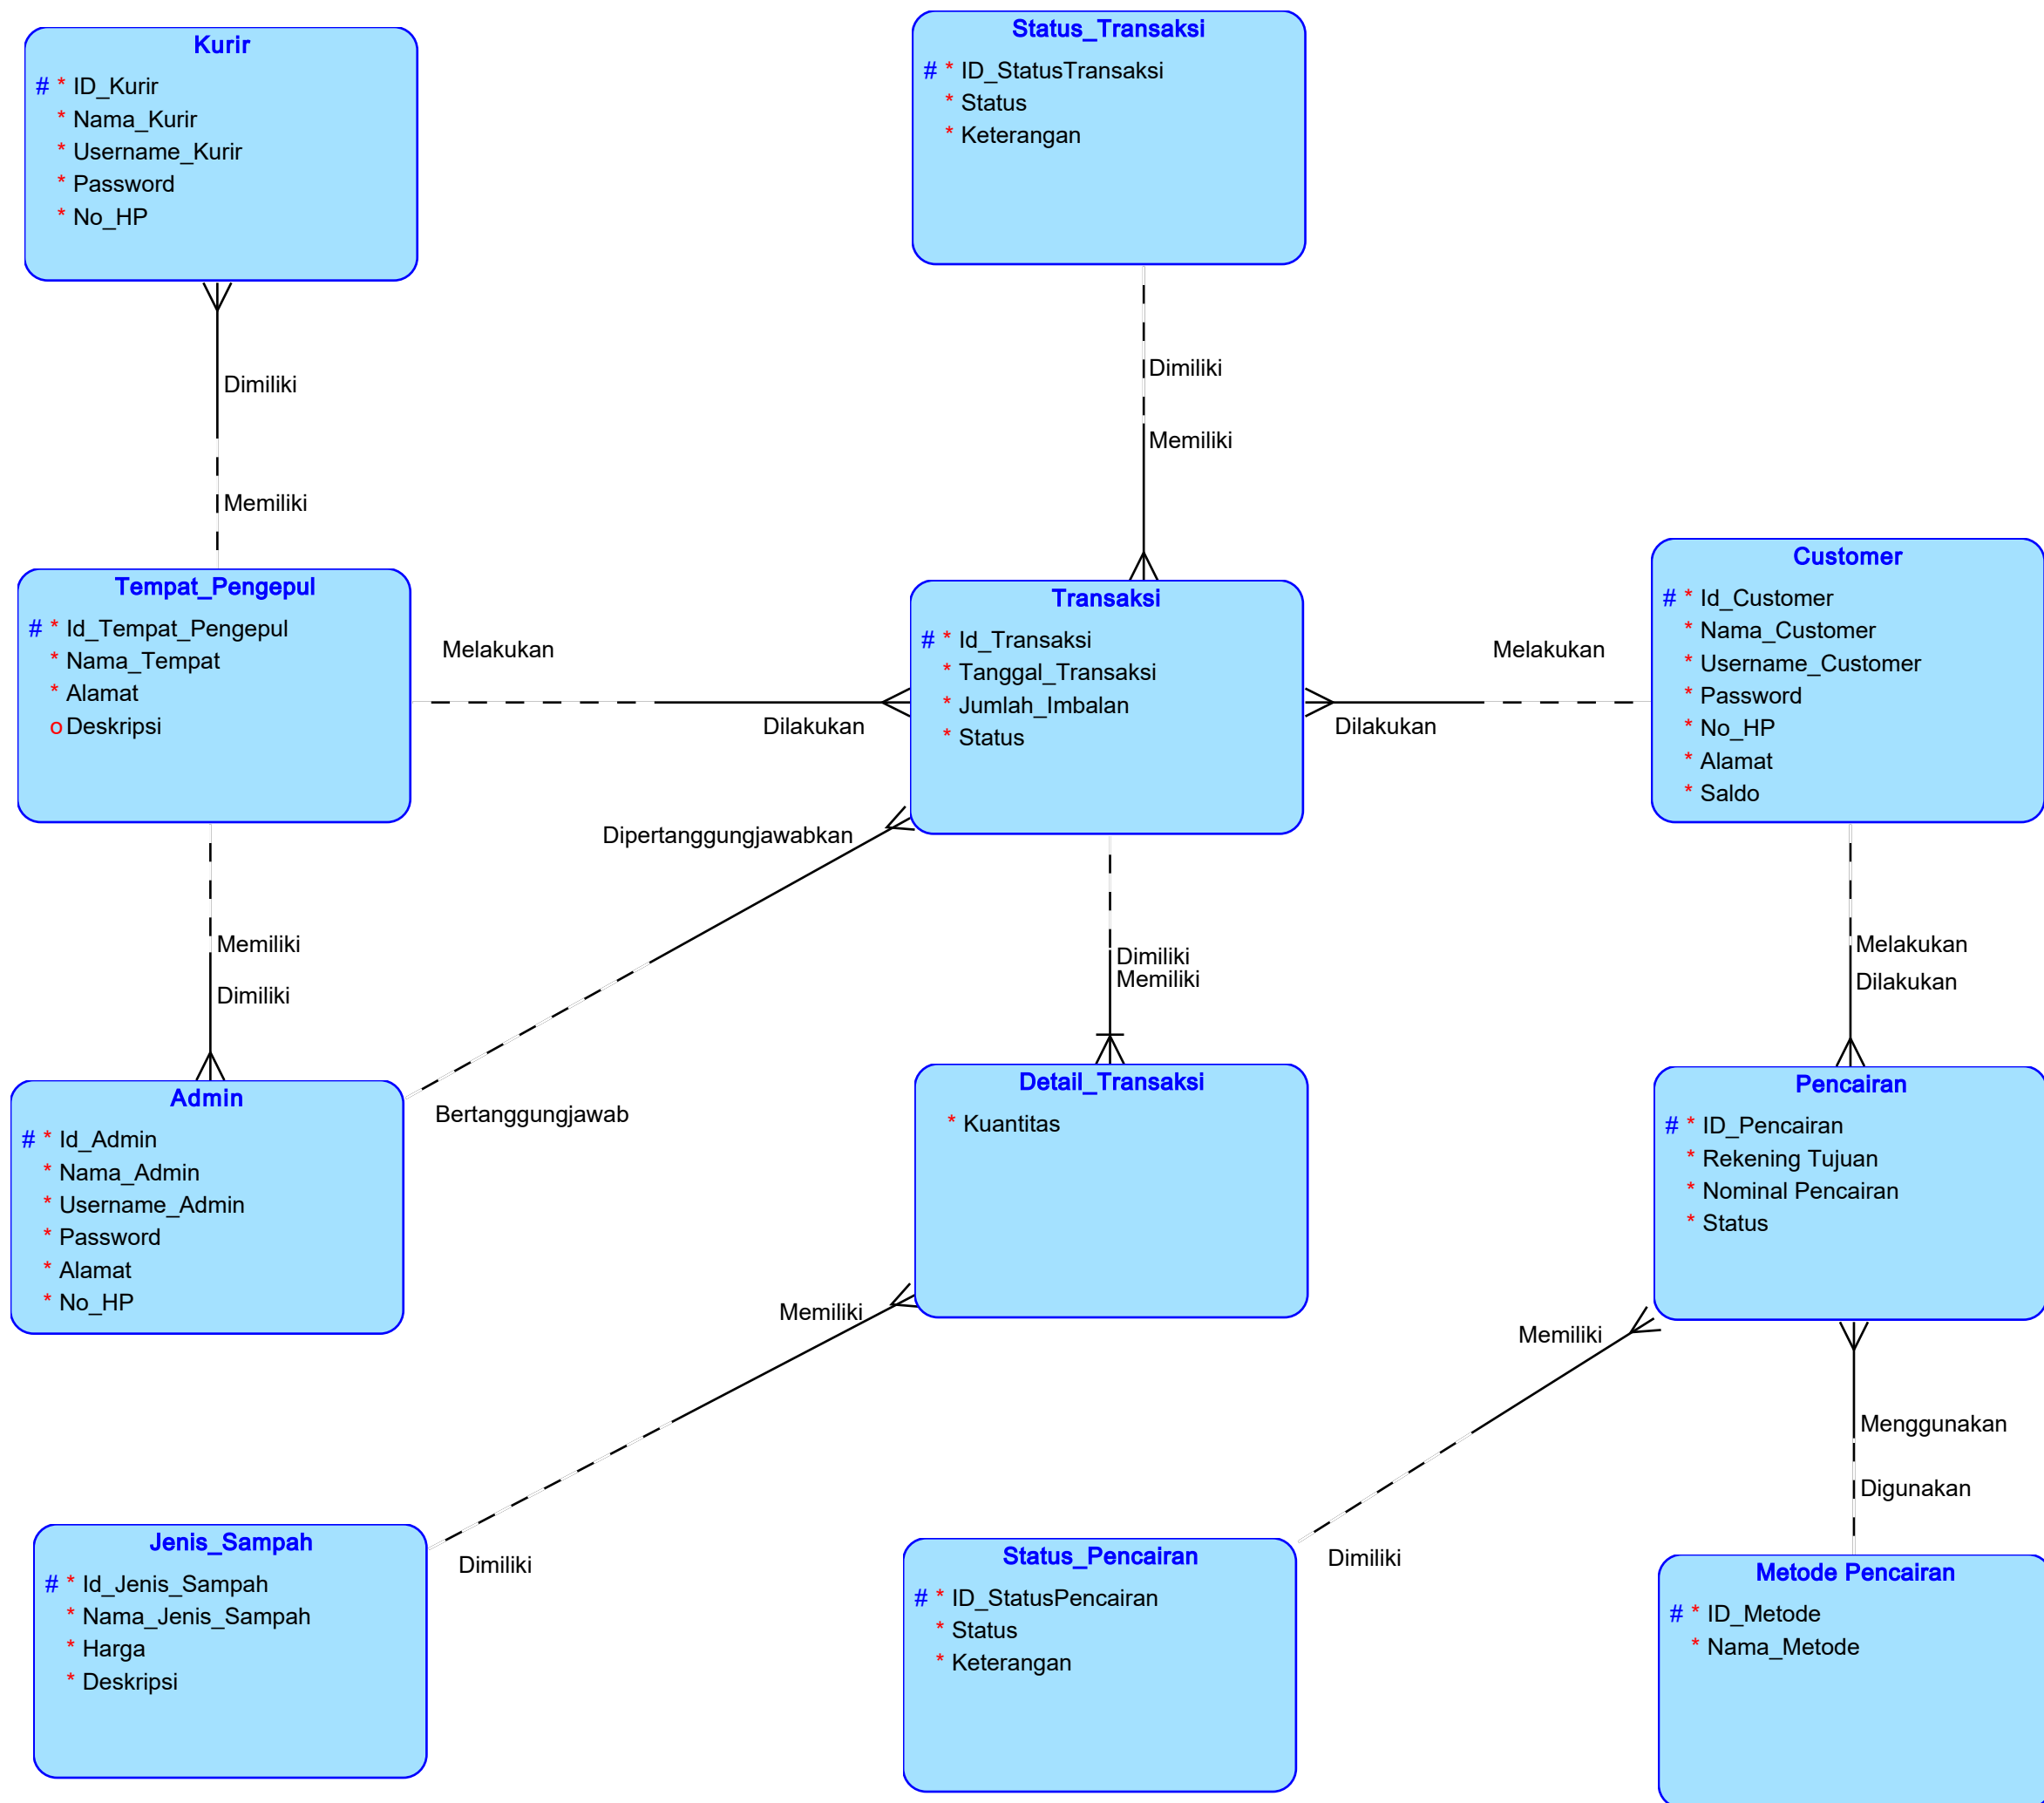 Kurir
# * ID_Kurir
* Nama_Kurir
* Username_Kurir
* Password
* No_HP
Status_Transaksi
# * ID_StatusTransaksi
* Status
* Keterangan
Dimiliki
Memiliki
Dimiliki
Memiliki
Tempat_Pengepul
# * Id_Tempat_Pengepul
* Nama_Tempat
* Alamat
o Deskripsi
Melakukan
Dilakukan
Transaksi
# * Id_Transaksi
* Tanggal_Transaksi
* Jumlah_Imbalan
* Status
Melakukan
Dilakukan
Customer
# * Id_Customer
* Nama_Customer
* Username_Customer
* Password
* No_HP
* Alamat
* Saldo
Memiliki
Dimiliki
Dipertanggungjawabkan
Bertanggungjawab
Dimiliki
Memiliki
Melakukan
Dilakukan
Admin
# * Id_Admin
* Nama_Admin
* Username_Admin
* Password
* Alamat
* No_HP
Detail_Transaksi
* Kuantitas
Pencairan
# * ID_Pencairan
* Rekening Tujuan
* Nominal Pencairan
* Status
Memiliki
Dimiliki
Memiliki
Dimiliki
Menggunakan
Digunakan
Jenis_Sampah
# * Id_Jenis_Sampah
* Nama_Jenis_Sampah
* Harga
* Deskripsi
Status_Pencairan
# * ID_StatusPencairan
* Status
* Keterangan
Metode Pencairan
# * ID_Metode
* Nama_Metode